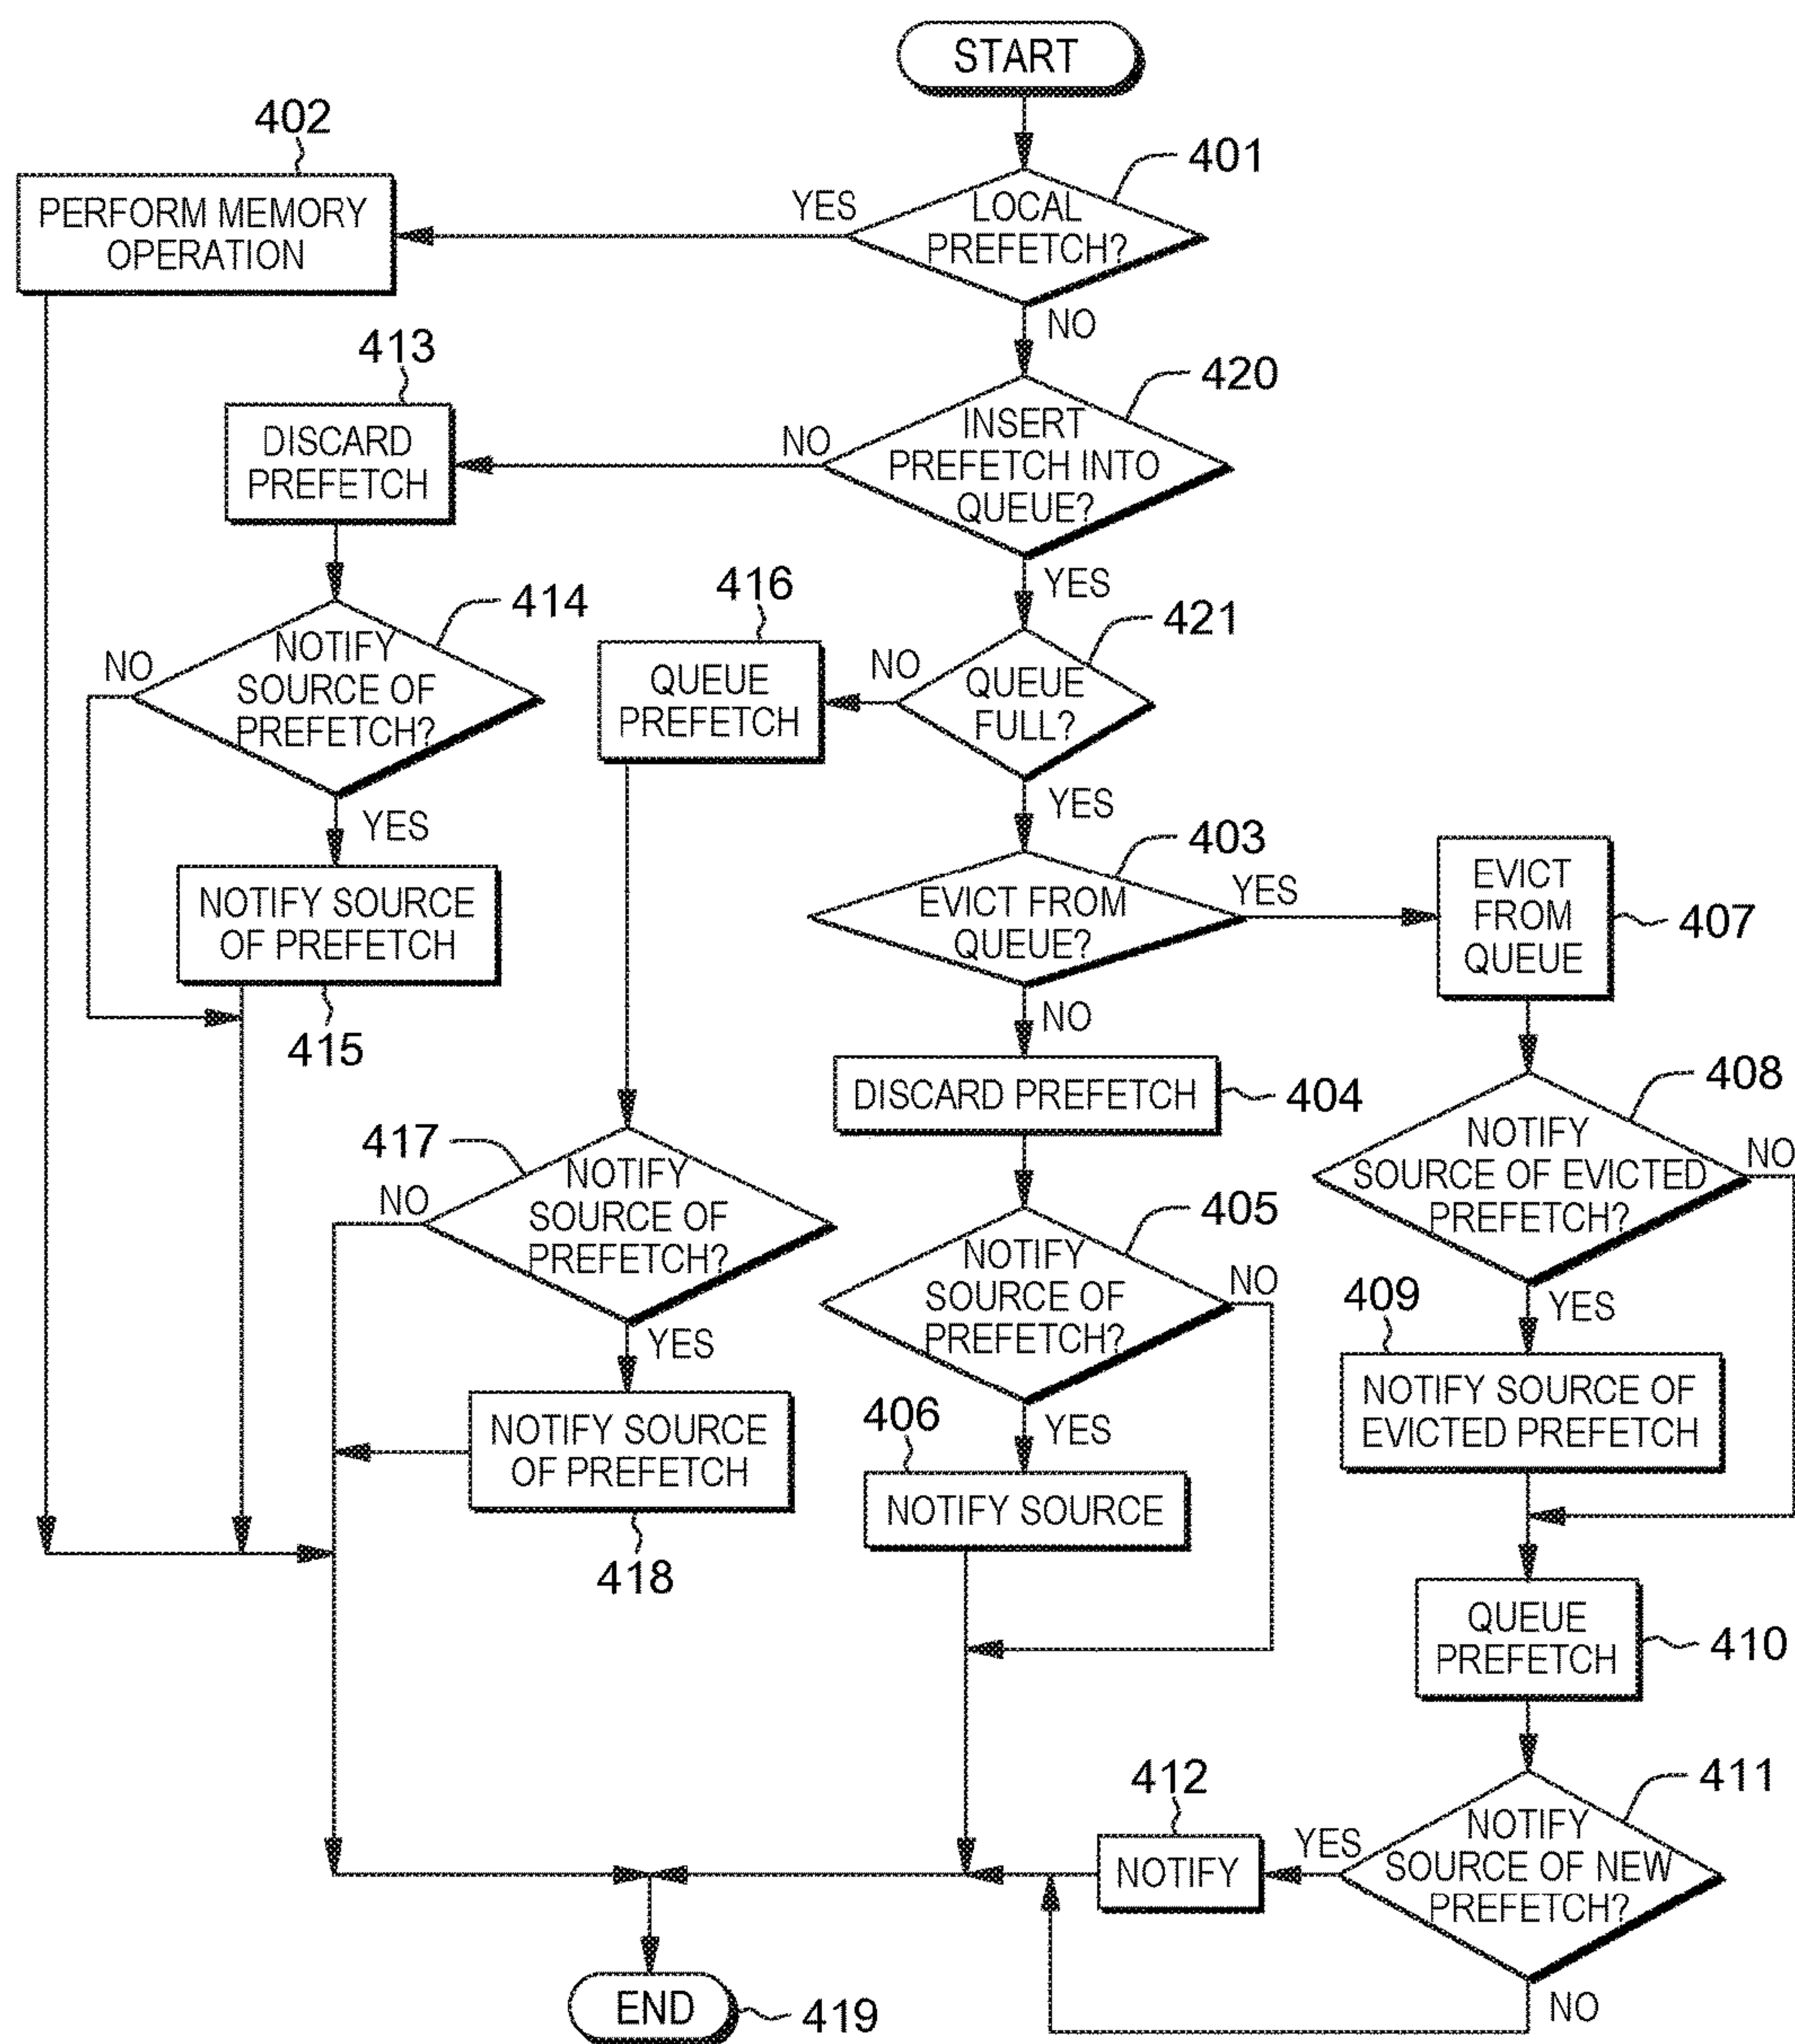 START
402
401
YES
LOCAL
PREFETCH?
PERFORM MEMORY
OPERATION
NO
413
420
DISCARD
PREFETCH
NO
INSERT
PREFETCH INTO
QUEUE?
YES
416
414
421
NOTIFY
SOURCE OF
PREFETCH?
NO
QUEUE
PREFETCH
NO
QUEUE
FULL?
YES
YES
403
NOTIFY SOURCE
OF PREFETCH
415
EVICT FROM
QUEUE?
YES
EVICT
FROM
QUEUE
407
NO
DISCARD PREFETCH
404
408
417
NOTIFY
SOURCE OF
PREFETCH?
NO
NOTIFY
SOURCE OF EVICTED
PREFETCH?
NO
405
NOTIFY
SOURCE OF
PREFETCH?
NO
YES
YES
409
NOTIFY SOURCE
OF PREFETCH
418
406
YES
NOTIFY SOURCE
NOTIFY SOURCE OF
EVICTED PREFETCH
QUEUE
PREFETCH
410
412
411
NOTIFY
YES
NOTIFY
SOURCE OF NEW
PREFETCH?
NO
END
419